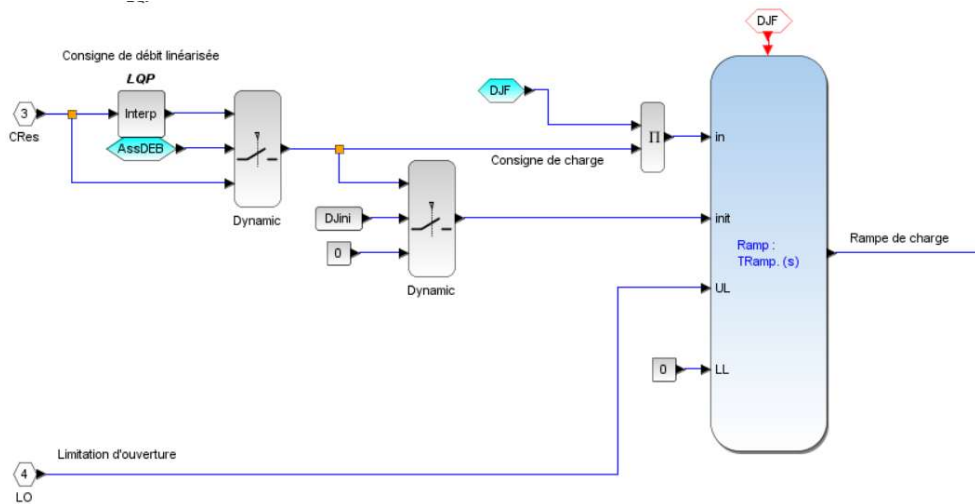 DJF
Consigne de débit linéarisée
LQP
3
CRes
Interp
AssDEB
Dynamic
DJF
Π
Consigne de charge
in
DJini
0
Dynamic
init
Ramp :
TRamp. (s)
Rampe de charge
UL
0
LL
Limitation d'ouverture
4
LO